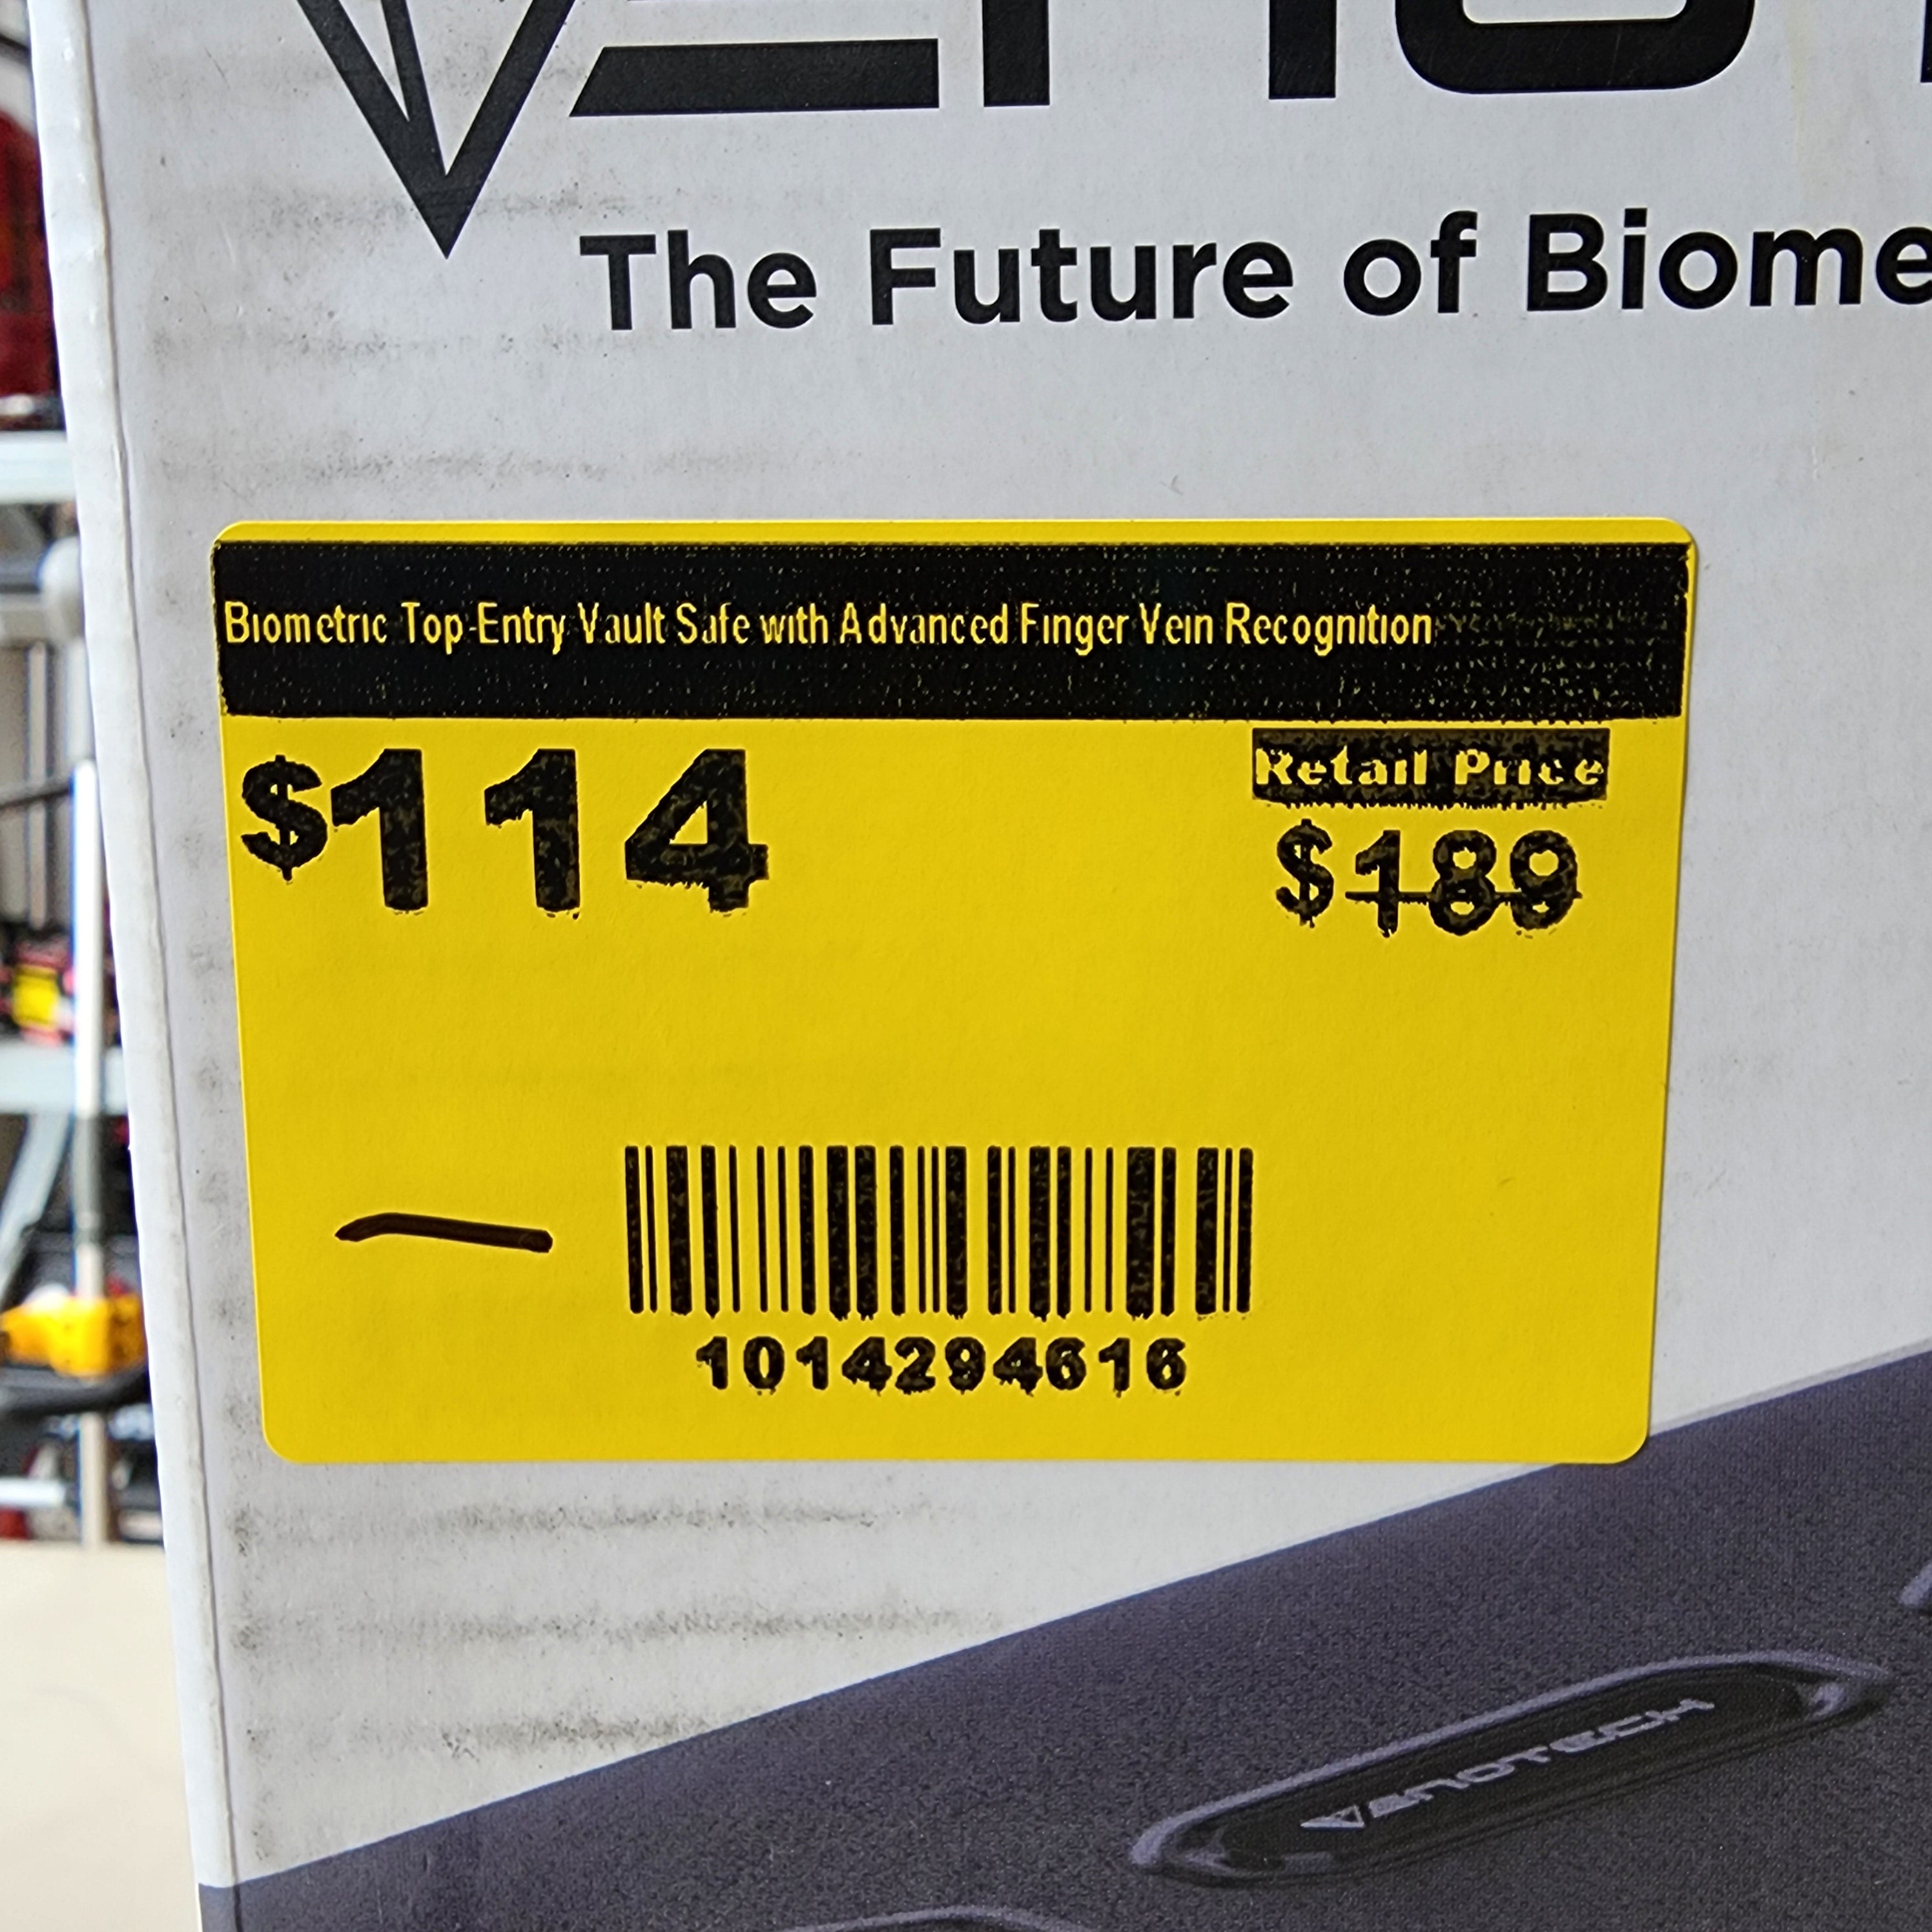 The Future of Biome
Biometric Top-Entry Vault Safe with Advanced Finger Vein Recognition
$114
Retail Price
$189
1014294616
VENOTECH